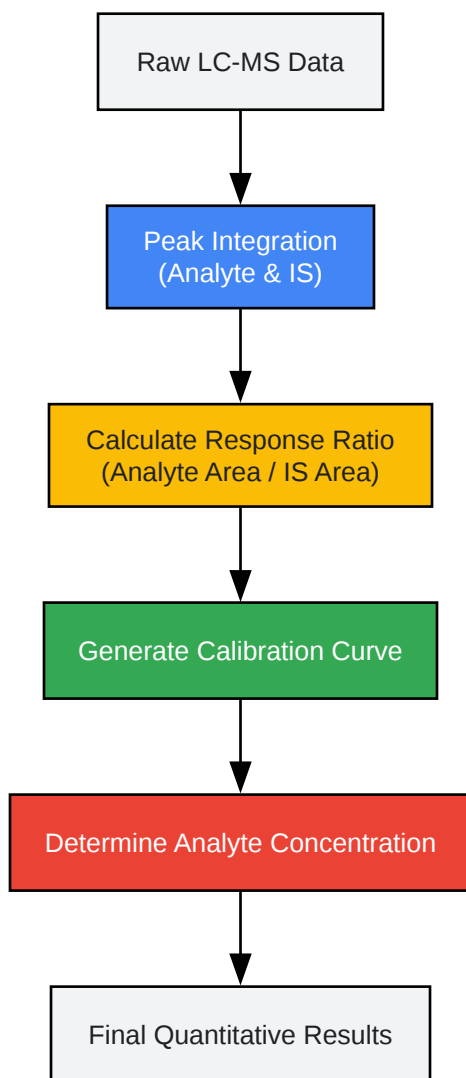 Raw LC-MS Data
Peak Integration
(Analyte & IS)
Calculate Response Ratio
(Analyte Area / IS Area)
Generate Calibration Curve
Determine Analyte Concentration
Final Quantitative Results